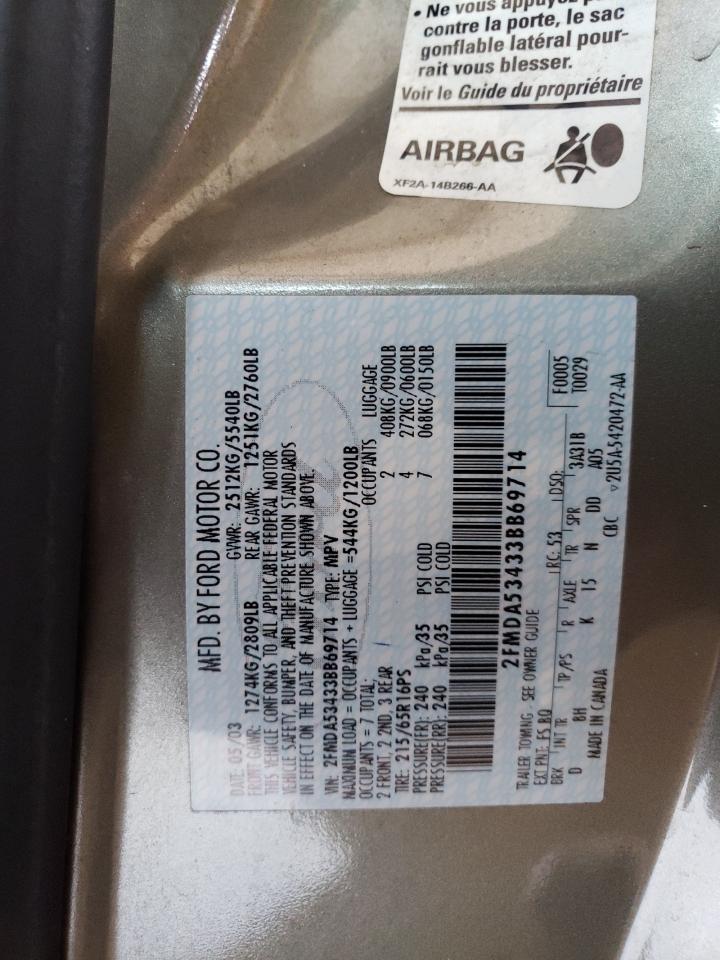 • Ne vous appuyez
contre la porte, le sac
gonflable latéral pour-
rait vous blesser.
Voir le Guide du propriétaire
AIRBAG
XF2A-14B266-AA
MFD. BY FORD MOTOR CO.
DATE: 05/03 GVWR: 2512KG/5540LB
FRONT GAWR: 1274KG/2809LB REAR GAWR: 1251KG/2760LB
THIS VEHICLE CONFORMS TO ALL APPLICABLE FEDERAL MOTOR
VEHICLE SAFETY, BUMPER, AND THEFT PREVENTION STANDARDS
IN EFFECT ON THE DATE OF MANUFACTURE SHOWN ABOVE.
VIN: 2FMDA53433BB69714 TYPE: MPV
MAXIMUM LOAD = OCCUPANTS + LUGGAGE =544KG/1200LB
OCCUPANTS = 7 TOTAL: OCCUPANTS LUGGAGE
2 FRONT, 2 2ND, 3 REAR 2 408KG/0900LB
TIRE: 215/65R16PS 4 272KG/0600LB
PRESSURE(FR): 240 kPa/35 PSI COLD 7 068KG/0150LB
PRESSURE(RR): 240 kPa/35 PSI COLD
2FMDA53433BB69714
TRAILER TOWING - SEE OWNER GUIDE
EXT PNT: FS BQ RC: 53 DSO: F0005
BRK INT TR TP/PS R AXLE TR SPR T0029
D 8H K 15 N DD 3A31B
MADE IN CANADA CBC A05
▽2U5A-5420472-AA